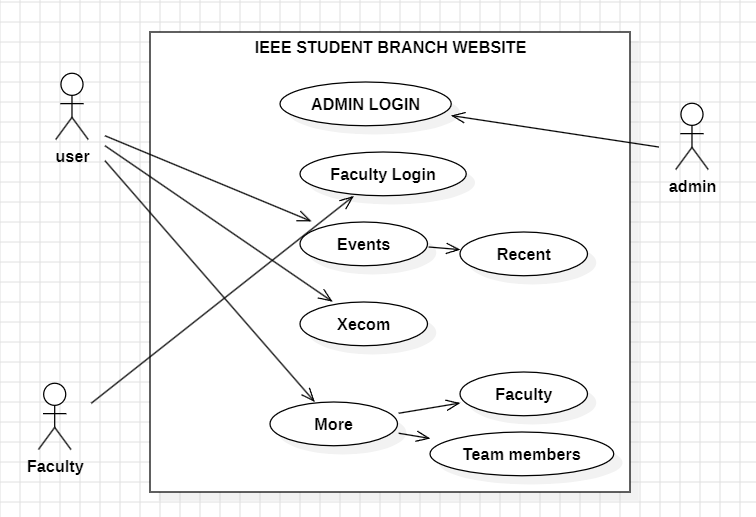 IEEE STUDENT BRANCH WEBSITE
ADMIN LOGIN
user
Faculty Login
admin
Events
Recent
Xecom
Faculty
More
Team members
Faculty